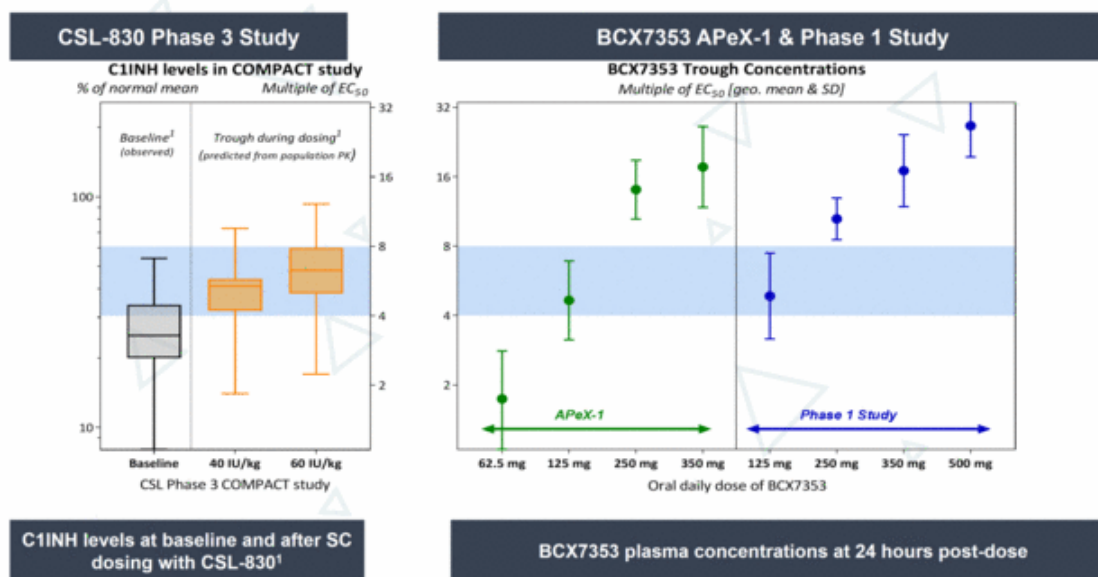 CSL-830 Phase 3 Study
C1INH levels in COMPACT study
% of normal mean
Multiple of EC50
Baseline1
(observed)
Trough during dosing1
(predicted from population PK)
100
10
32
16
8
4
2
Baseline
40 IU/kg
60 IU/kg
CSL Phase 3 COMPACT study
C1INH levels at baseline and after SC
dosing with CSL-8301
BCX7353 APeX-1 & Phase 1 Study
BCX7353 Trough Concentrations
Multiple of EC50 [geo. mean & SD]
32
16
8
4
2
APeX-1
Phase 1 Study
62.5 mg
125 mg
250 mg
350 mg
125 mg
250 mg
350 mg
500 mg
Oral daily dose of BCX7353
BCX7353 plasma concentrations at 24 hours post-dose